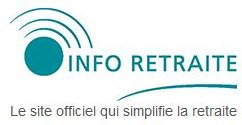 INFO RETRAITE
Le site officiel qui simplifie la retraite